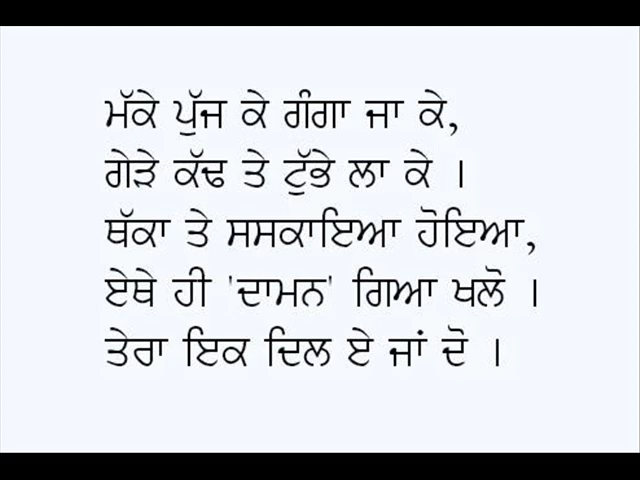 ਮੱਕੇ ਪੁੱਜ ਕੇ ਗੰਗਾ ਜਾ ਕੇ,
ਗੇੜੇ ਕੱਢ ਤੇ ਟੁੱਭੇ ਲਾ ਕੇ ।
ਥੱਕਾ ਤੇ ਸਸਕਾਇਆ ਹੋਇਆ,
ਏਥੇ ਹੀ 'ਦਾਮਨ' ਗਿਆ ਖਲੋ ।
ਤੇਰਾ ਇਕ ਦਿਲ ਏ ਜਾਂ ਦੋ ।